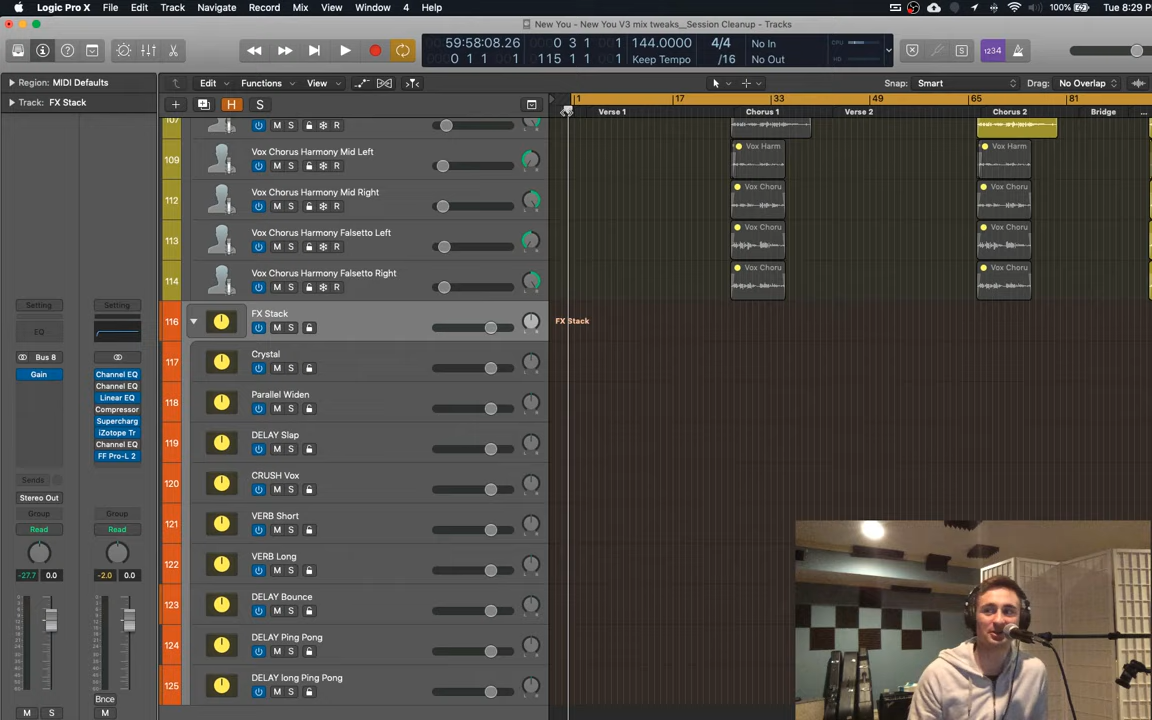 Logic Pro X File Edit Track Navigate Record Mix View Window 4 Help 100% Tue 8:29 P
New You - New You V3 mix tweaks__Session Cleanup - Tracks
59:58:08.26 0 3 1 1 144.0000 4/4 No In CPU
0 1 1 1 115 1 1 Keep Tempo /16 No Out 1234
Region: MIDI Defaults Edit Functions View Snap: Smart Drag: No Overlap
Track: FX Stack H S 1 17 33 49 65 81
Verse 1 Chorus 1 Verse 2 Chorus 2 Bridge ...
107 M S R
109 Vox Chorus Harmony Mid Left Vox Harm Vox Harm
M S R
112 Vox Chorus Harmony Mid Right Vox Choru Vox Choru
M S R
113 Vox Chorus Harmony Falsetto Left Vox Choru Vox Choru
M S R
114 Vox Chorus Harmony Falsetto Right Vox Choru Vox Choru
M S R
116 FX Stack FX Stack
M S
117 Crystal
M S
118 Parallel Widen
M S
119 DELAY Slap
M S
120 CRUSH Vox
M S
121 VERB Short
M S
122 VERB Long
M S
123 DELAY Bounce
M S
124 DELAY Ping Pong
M S
125 DELAY long Ping Pong
M S
Setting Setting
EQ
Bus 8
Gain Channel EQ
Channel EQ
Linear EQ
Compressor
Supercharg
iZotope Tr
Channel EQ
FF Pro-L 2
Sends
Stereo Out
Group Group
Read Read
-27.7 0.0 -2.0 0.0
Bnce
M S M